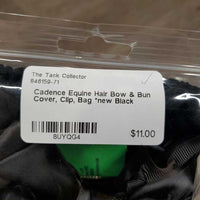 The Tack Collector
846159-71
Cadence Equine Hair Bow & Bun
Cover, Clip, Bag *new Black
$11.00
8UYQG4